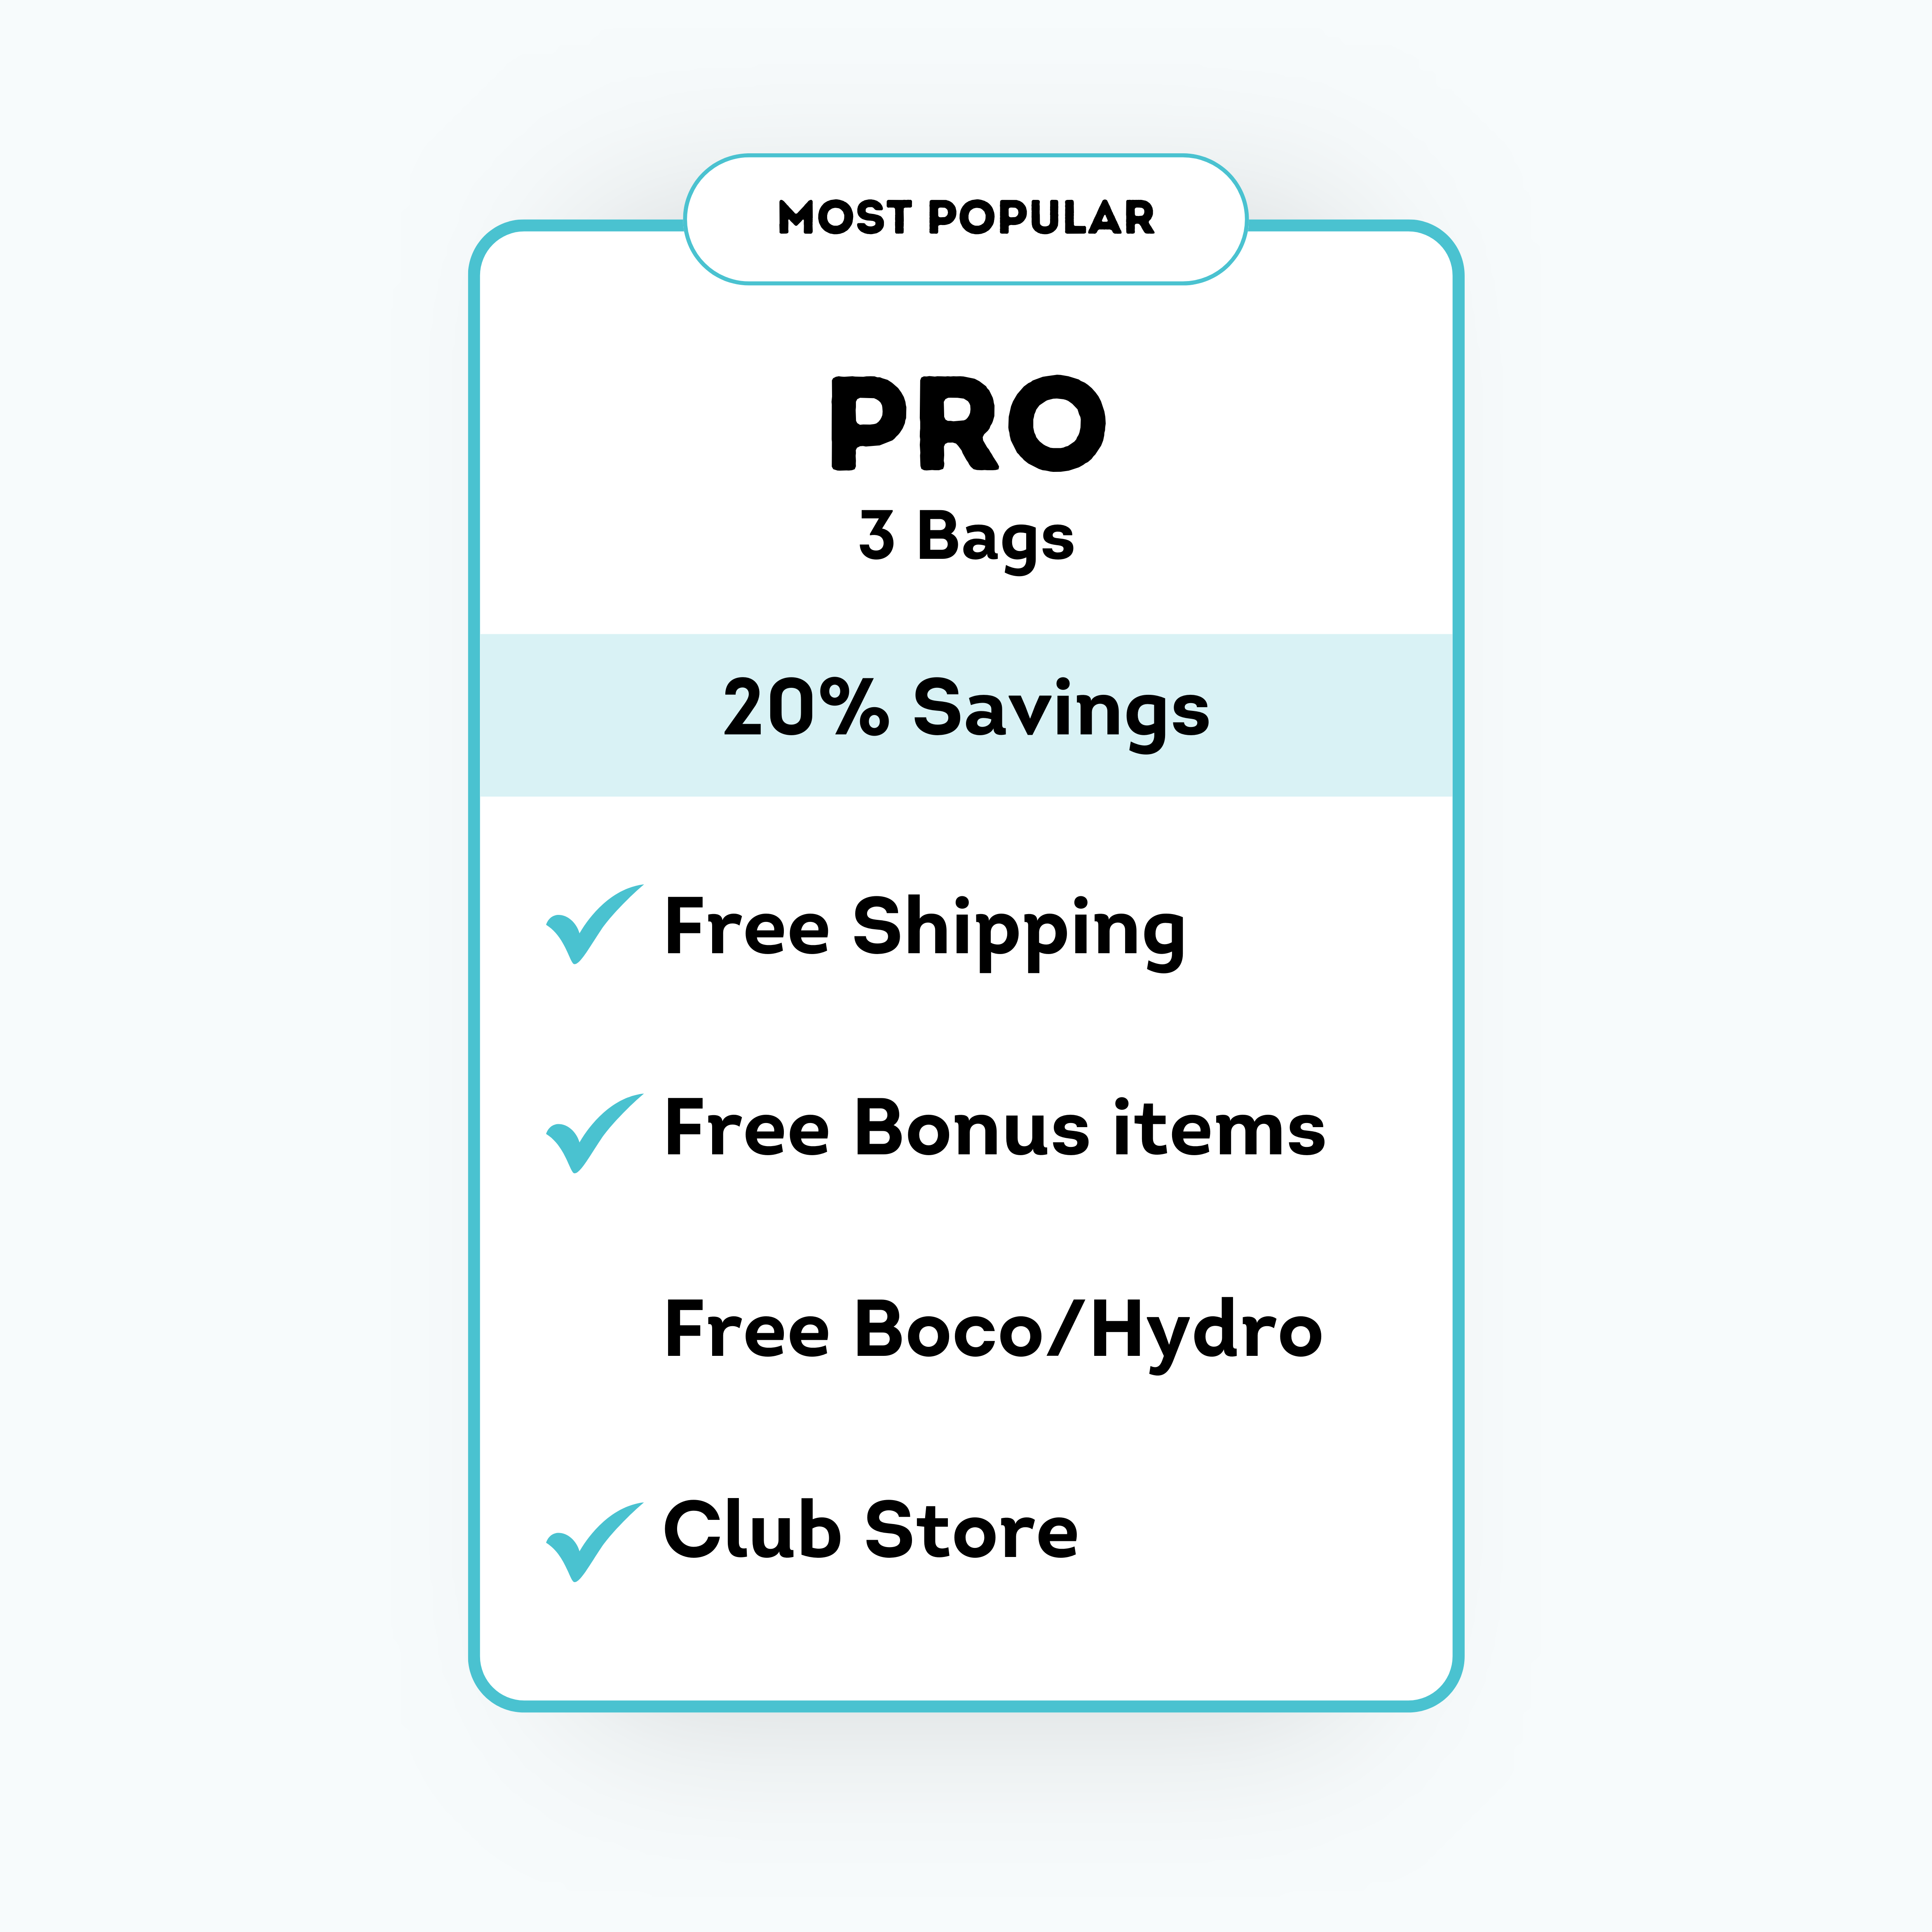 MOST POPULAR
PRO
3 Bags
20% Savings
Free Shipping
Free Bonus items
Free Boco/Hydro
Club Store